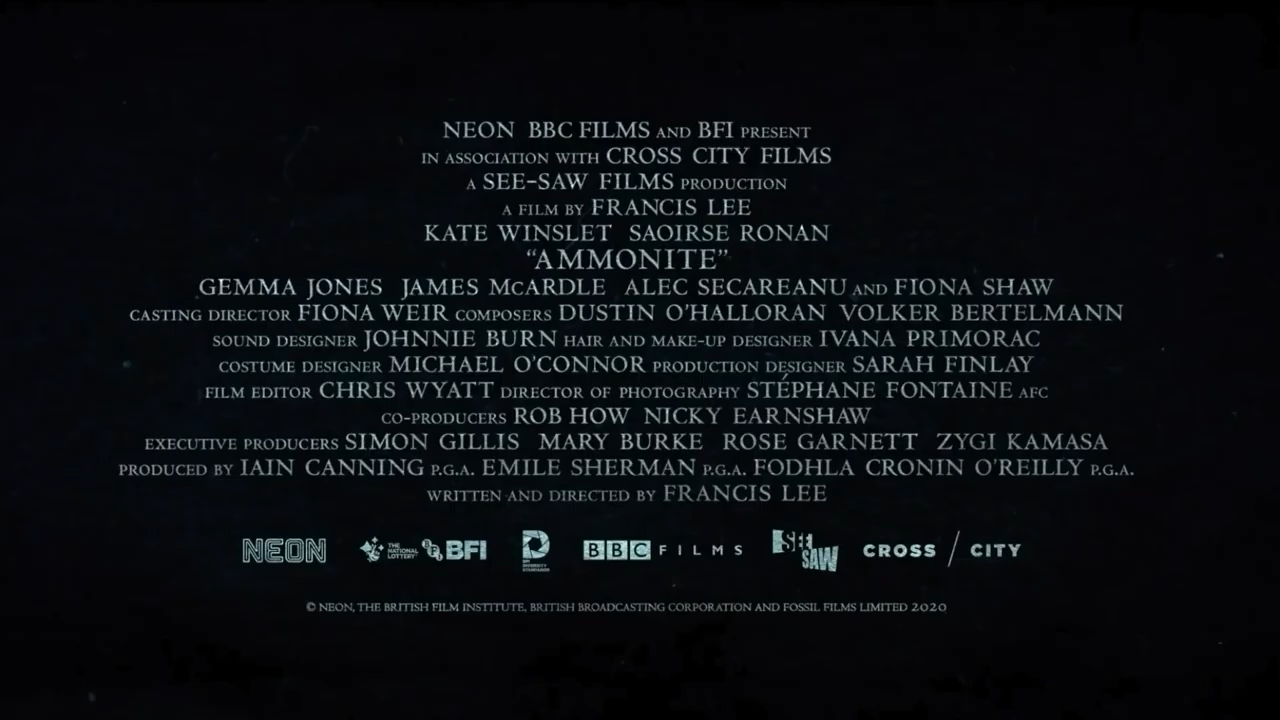 NEON BBC FILMS AND BFI PRESENT
IN ASSOCIATION WITH CROSS CITY FILMS
A SEE-SAW FILMS PRODUCTION
A FILM BY FRANCIS LEE
KATE WINSLET SAOIRSE RONAN
“AMMONITE”
GEMMA JONES JAMES McARDLE ALEC SECAREANU AND FIONA SHAW
CASTING DIRECTOR FIONA WEIR COMPOSERS DUSTIN O'HALLORAN VOLKER BERTELMANN
SOUND DESIGNER JOHNNIE BURN HAIR AND MAKE-UP DESIGNER IVANA PRIMORAC
COSTUME DESIGNER MICHAEL O'CONNOR PRODUCTION DESIGNER SARAH FINLAY
FILM EDITOR CHRIS WYATT DIRECTOR OF PHOTOGRAPHY STÉPHANE FONTAINE AFC
CO-PRODUCERS ROB HOW NICKY EARNSHAW
EXECUTIVE PRODUCERS SIMON GILLIS MARY BURKE ROSE GARNETT ZYGI KAMASA
PRODUCED BY IAIN CANNING P.G.A. EMILE SHERMAN P.G.A. FODHLA CRONIN O'REILLY P.G.A.
WRITTEN AND DIRECTED BY FRANCIS LEE
NEON THE NATIONAL LOTTERY BFI BFI D BBC FILMS SEE SAW CROSS / CITY
© NEON, THE BRITISH FILM INSTITUTE, BRITISH BROADCASTING CORPORATION AND FOSSIL FILMS LIMITED 2020